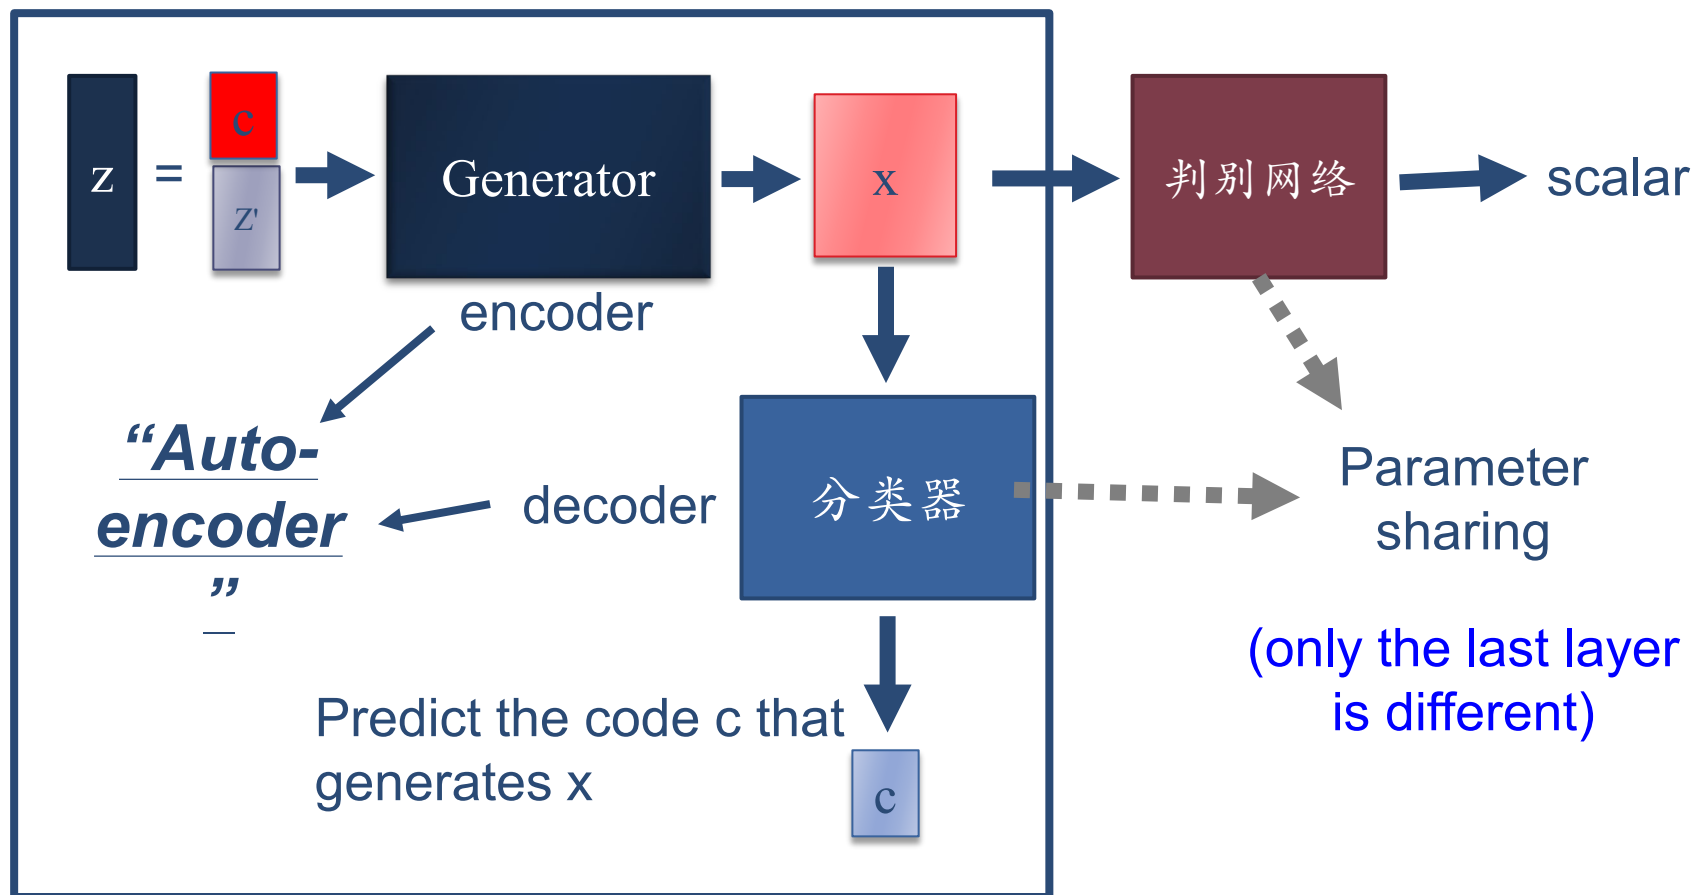 z
=
c
Z'
Generator
x
判别网络
scalar
encoder
“Auto-
encoder
”
decoder
分类器
Parameter
sharing
(only the last layer
is different)
Predict the code c that
generates x
c